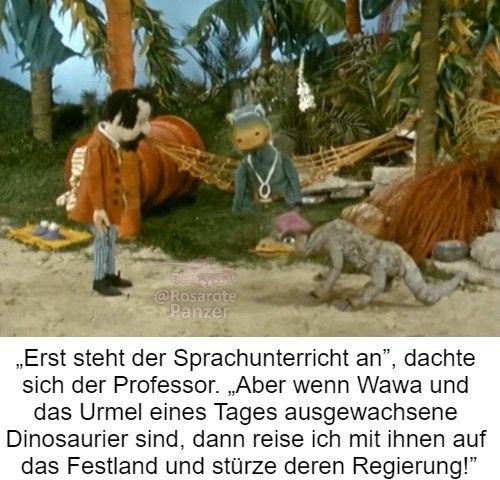 @Rosarote
Panzer
„Erst steht der Sprachunterricht an”, dachte
sich der Professor. „Aber wenn Wawa und
das Urmel eines Tages ausgewachsene
Dinosaurier sind, dann reise ich mit ihnen auf
das Festland und stürze deren Regierung!”